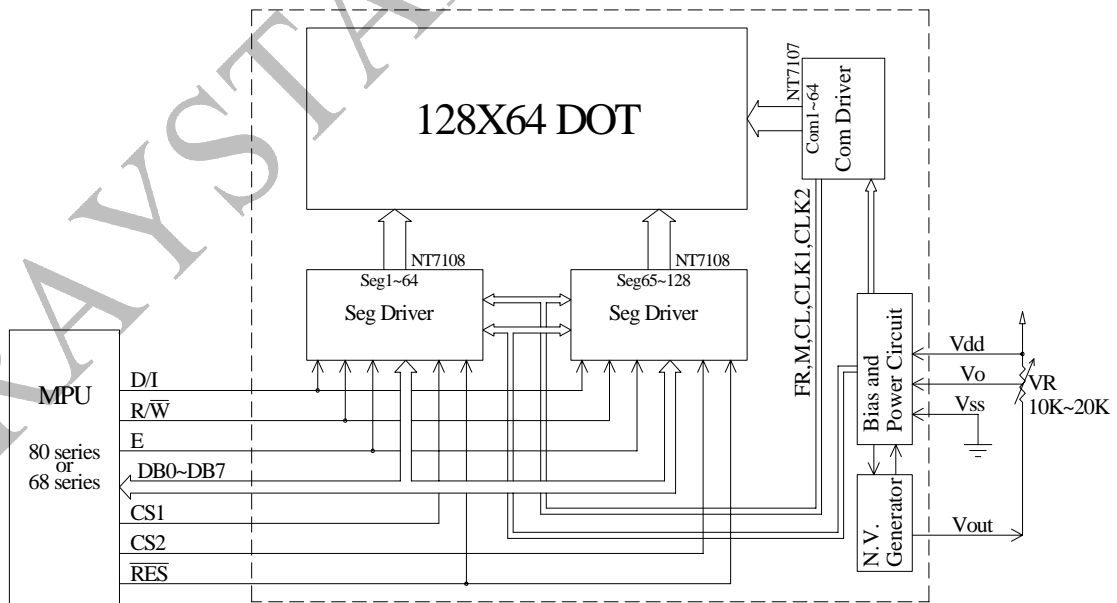 RAYSTA
128X64 DOT
NT7107
Com1~64
Com Driver
NT7108
Seg1~64
Seg Driver
NT7108
Seg65~128
Seg Driver
FR,M,CL,CLK1,CLK2
Bias and
Power Circuit
Vdd
Vo
Vss
VR
10K~20K
N.V.
Generator
Vout
MPU
80 series
or
68 series
D/I
R/W̅
E
DB0~DB7
CS1
CS2
R̅E̅S̅